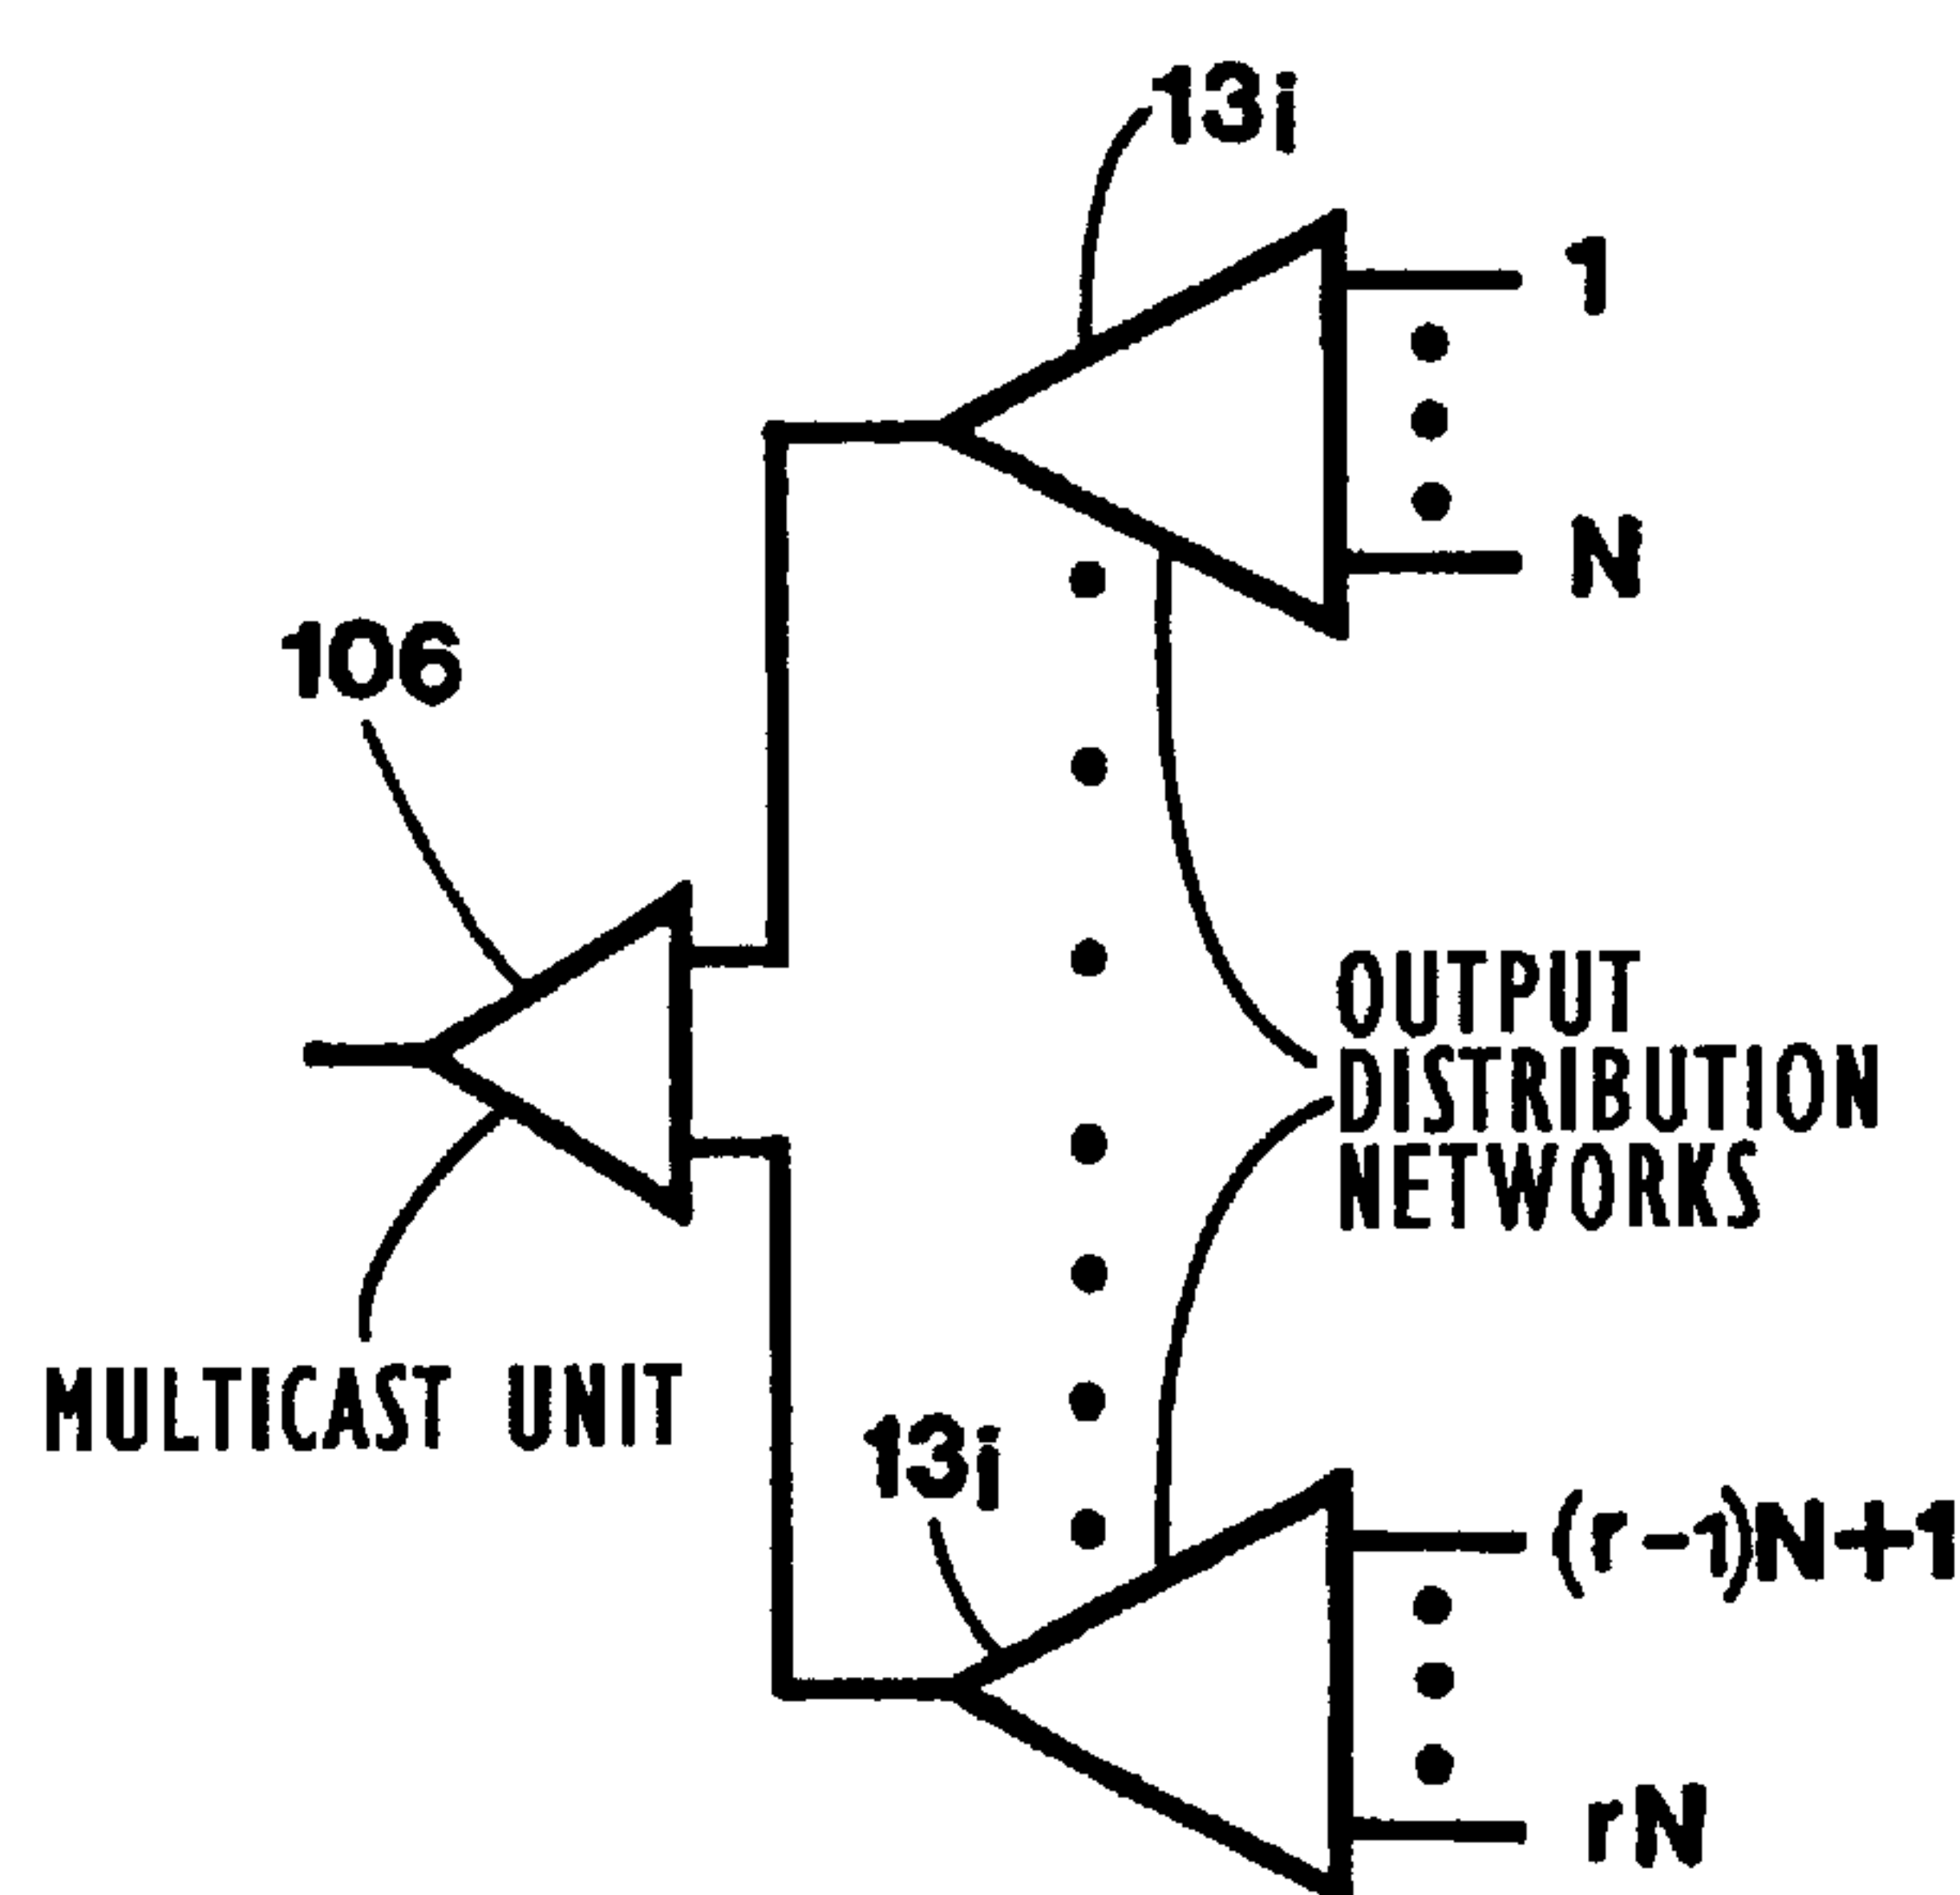 13i
1
N
106
OUTPUT
DISTRIBUTION
NETWORKS
MULTICAST UNIT
13i
(r-1)N+1
rN